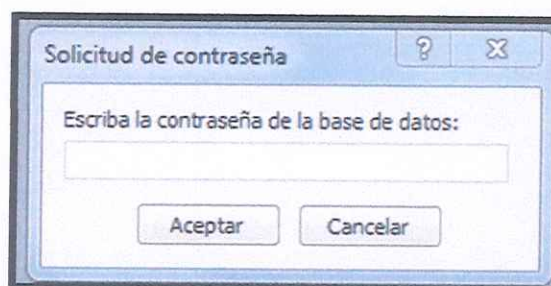 Solicitud de contraseña
Escriba la contraseña de la base de datos:
Aceptar
Cancelar